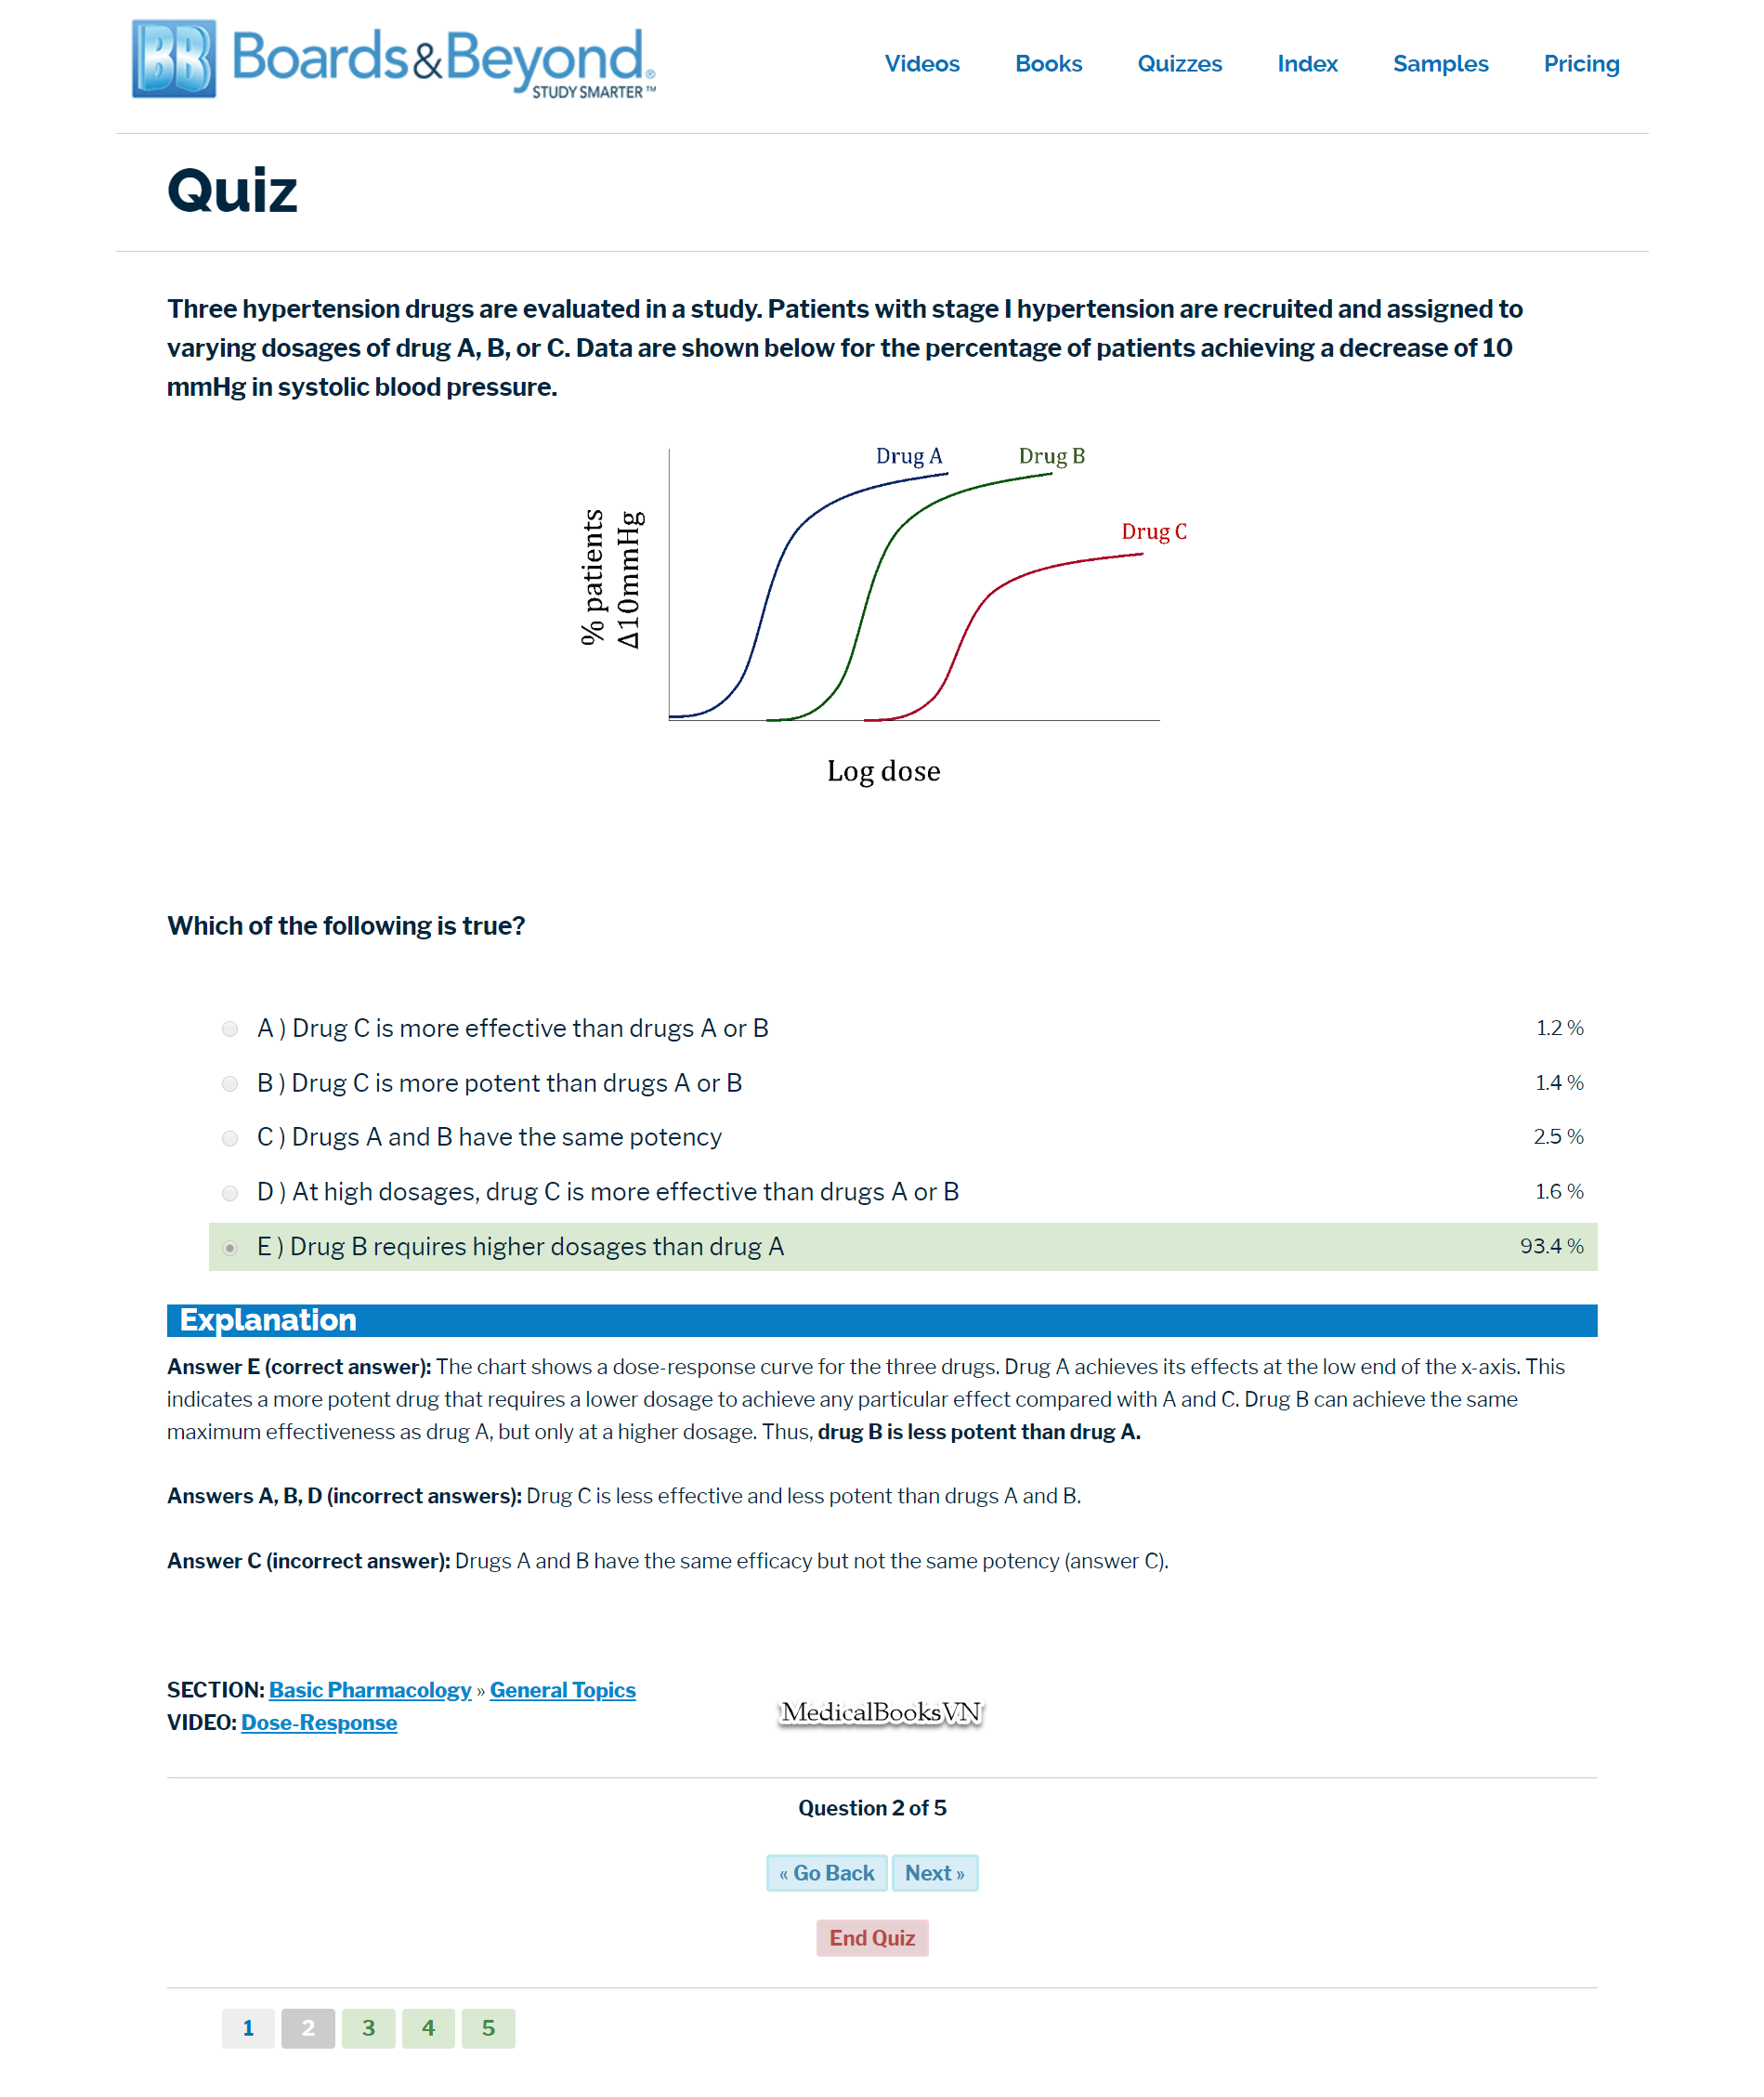 BB Boards&Beyond.®
STUDY SMARTER™
Videos Books Quizzes Index Samples Pricing
Quiz
Three hypertension drugs are evaluated in a study. Patients with stage I hypertension are recruited and assigned to
varying dosages of drug A, B, or C. Data are shown below for the percentage of patients achieving a decrease of 10
mmHg in systolic blood pressure.
Drug A
Drug B
Drug C
% patients
Δ10mmHg
Log dose
Which of the following is true?
A ) Drug C is more effective than drugs A or B 1.2 %
B ) Drug C is more potent than drugs A or B 1.4 %
C ) Drugs A and B have the same potency 2.5 %
D ) At high dosages, drug C is more effective than drugs A or B 1.6 %
E ) Drug B requires higher dosages than drug A 93.4 %
Explanation
Answer E (correct answer): The chart shows a dose-response curve for the three drugs. Drug A achieves its effects at the low end of the x-axis. This
indicates a more potent drug that requires a lower dosage to achieve any particular effect compared with A and C. Drug B can achieve the same
maximum effectiveness as drug A, but only at a higher dosage. Thus, drug B is less potent than drug A.
Answers A, B, D (incorrect answers): Drug C is less effective and less potent than drugs A and B.
Answer C (incorrect answer): Drugs A and B have the same efficacy but not the same potency (answer C).
SECTION: Basic Pharmacology » General Topics
VIDEO: Dose-Response
MedicalBooksVN
Question 2 of 5
« Go Back Next »
End Quiz
1 2 3 4 5